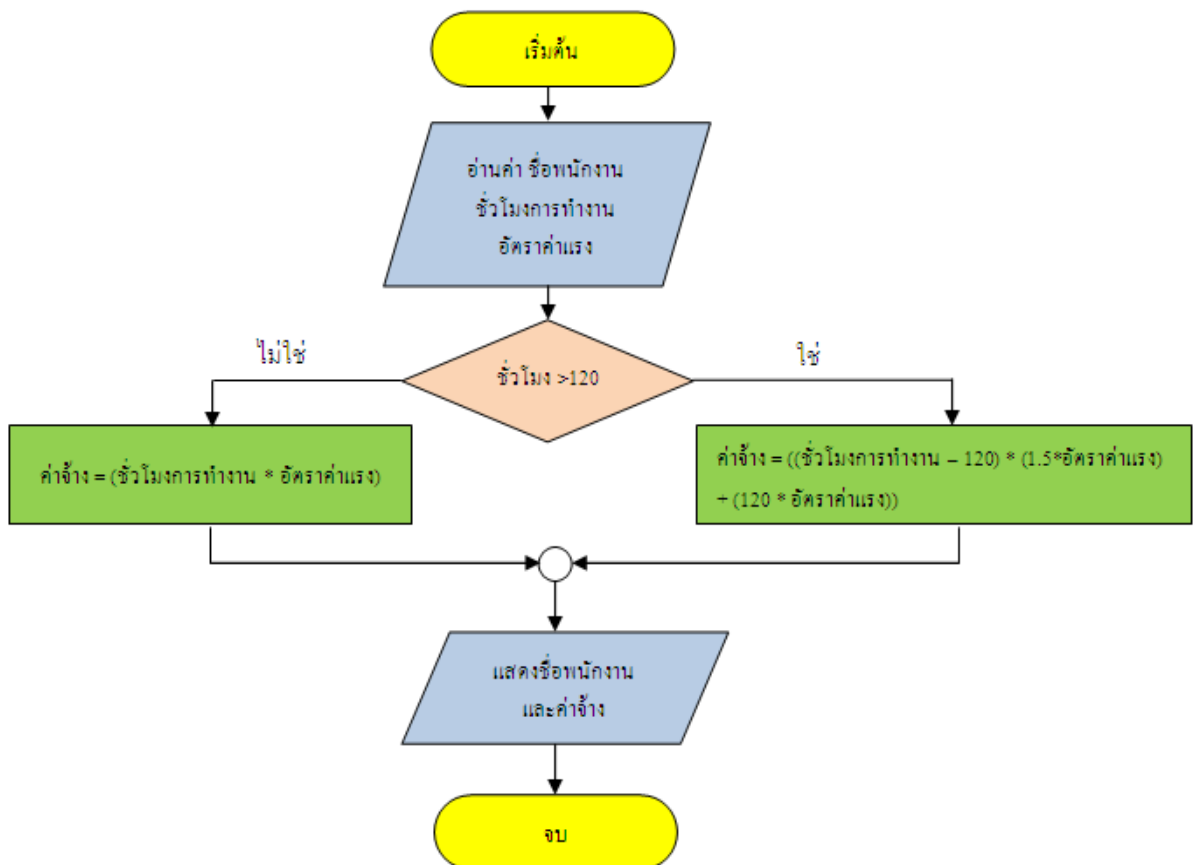 เริ่มต้น
อ่านค่า ชื่อพนักงาน
ชั่วโมงการทำงาน
อัตราค่าแรง
ชั่วโมง >120
ไม่ใช่
ใช่
ค่าจ้าง = (ชั่วโมงการทำงาน * อัตราค่าแรง)
ค่าจ้าง = ((ชั่วโมงการทำงาน – 120) * (1.5*อัตราค่าแรง)
+ (120 * อัตราค่าแรง))
แสดงชื่อพนักงาน
และค่าจ้าง
จบ